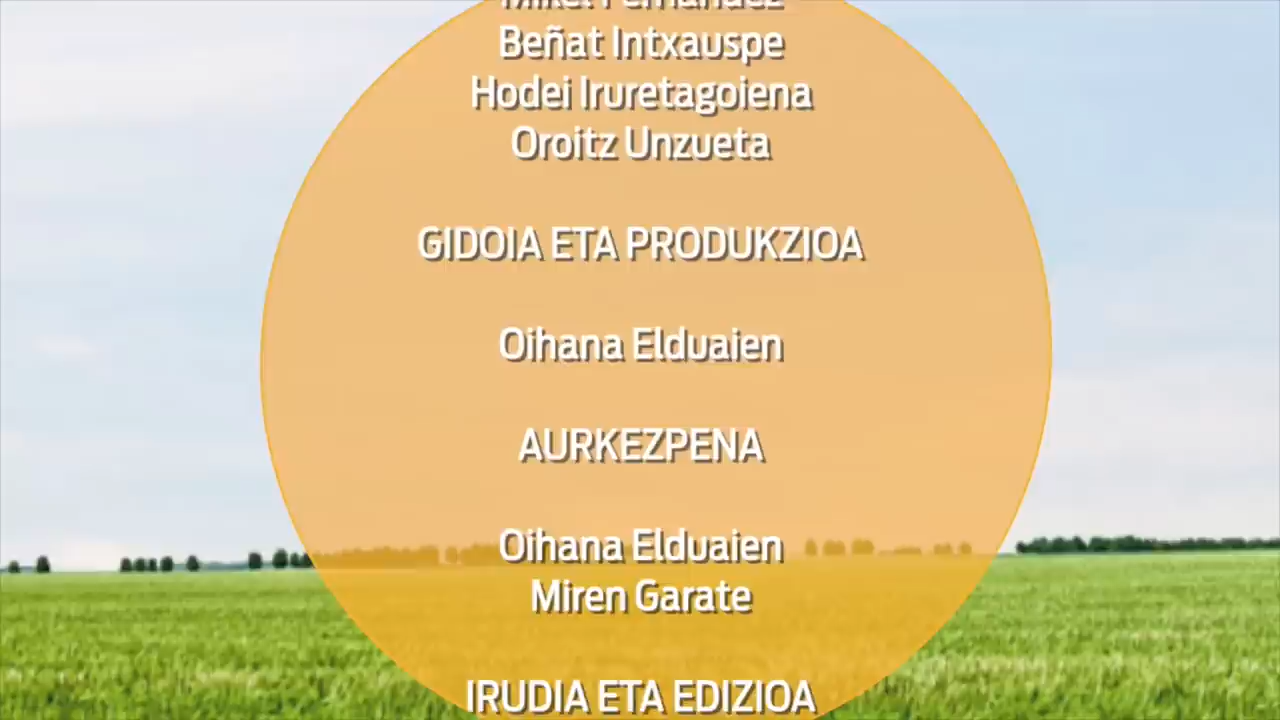 Beñat Intxauspe
Hodei Iruretagoiena
Oroitz Unzueta
GIDOIA ETA PRODUKZIOA
Oihana Elduaien
AURKEZPENA
Oihana Elduaien
Miren Garate
IRUDIA ETA EDIZIOA